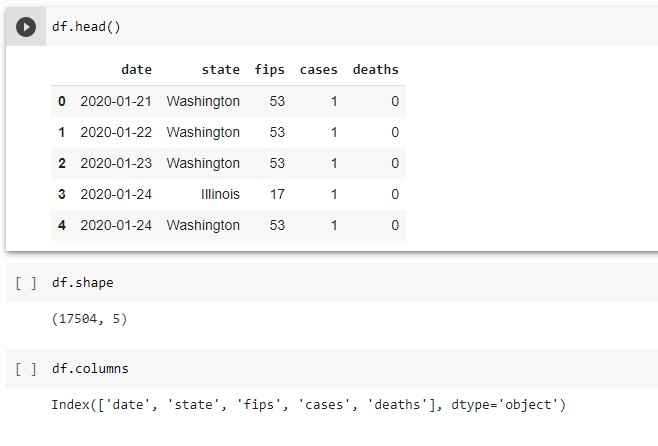 df.head()
date state fips cases deaths
0 2020-01-21 Washington 53 1 0
1 2020-01-22 Washington 53 1 0
2 2020-01-23 Washington 53 1 0
3 2020-01-24 Illinois 17 1 0
4 2020-01-24 Washington 53 1 0
[ ] df.shape
(17504, 5)
[ ] df.columns
Index(['date', 'state', 'fips', 'cases', 'deaths'], dtype='object')